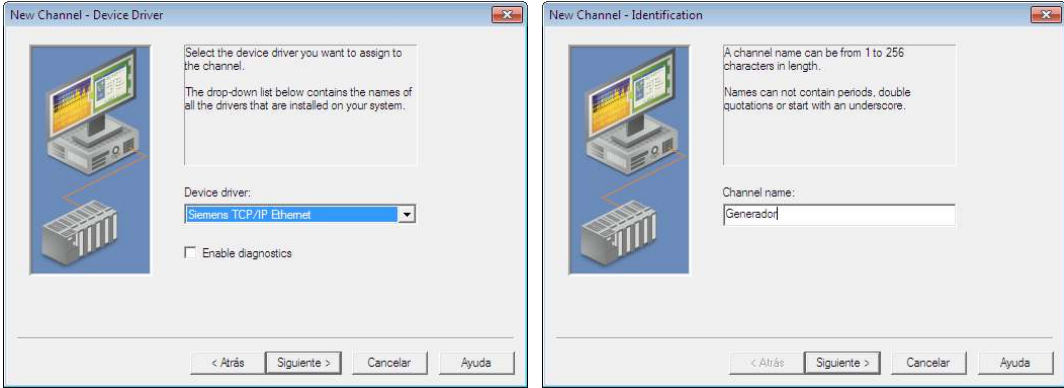 New Channel - Device Driver
Select the device driver you want to assign to
the channel.
The drop-down list below contains the names of
all the drivers that are installed on your system.
Device driver:
Siemens TCP/IP Ethernet
Enable diagnostics
< Atrás
Siguiente >
Cancelar
Ayuda
New Channel - Identification
A channel name can be from 1 to 256
characters in length.
Names can not contain periods, double
quotations or start with an underscore.
Channel name:
Generador
< Atrás
Siguiente >
Cancelar
Ayuda